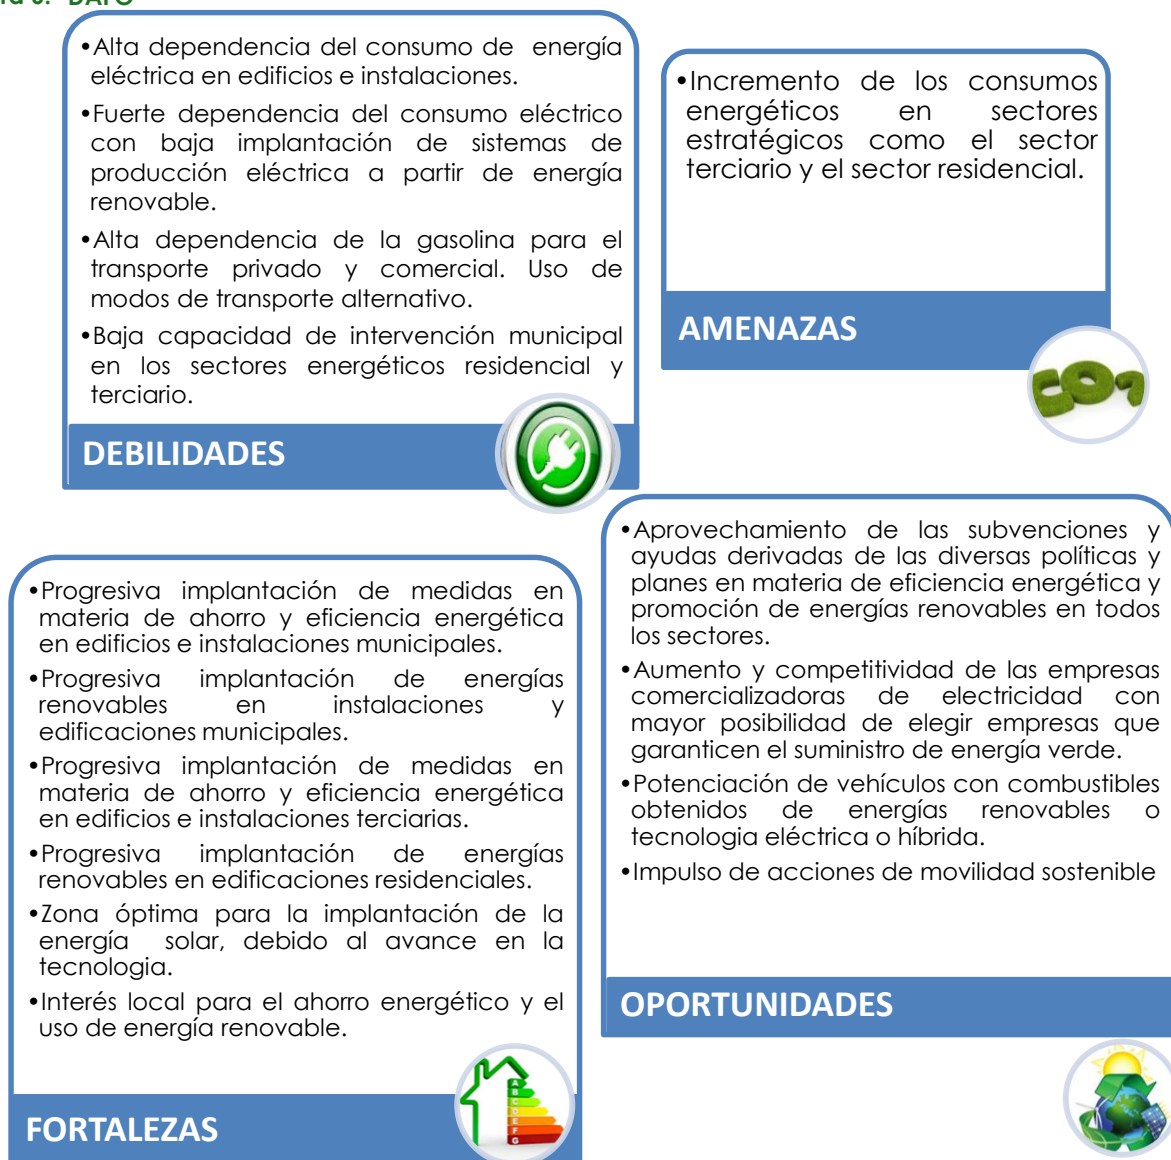 DAFO
•Alta dependencia del consumo de energía
eléctrica en edificios e instalaciones.
•Fuerte dependencia del consumo eléctrico
con baja implantación de sistemas de
producción eléctrica a partir de energía
renovable.
•Alta dependencia de la gasolina para el
transporte privado y comercial. Uso de
modos de transporte alternativo.
•Baja capacidad de intervención municipal
en los sectores energéticos residencial y
terciario.
DEBILIDADES
•Incremento de los consumos
energéticos en sectores
estratégicos como el sector
terciario y el sector residencial.
AMENAZAS
•Progresiva implantación de medidas en
materia de ahorro y eficiencia energética
en edificios e instalaciones municipales.
•Progresiva implantación de energías
renovables en instalaciones y
edificaciones municipales.
•Progresiva implantación de medidas en
materia de ahorro y eficiencia energética
en edificios e instalaciones terciarias.
•Progresiva implantación de energías
renovables en edificaciones residenciales.
•Zona óptima para la implantación de la
energía solar, debido al avance en la
tecnologia.
•Interés local para el ahorro energético y el
uso de energía renovable.
FORTALEZAS
A
B
C
D
E
F
G
•Aprovechamiento de las subvenciones y
ayudas derivadas de las diversas políticas y
planes en materia de eficiencia energética y
promoción de energías renovables en todos
los sectores.
•Aumento y competitividad de las empresas
comercializadoras de electricidad con
mayor posibilidad de elegir empresas que
garanticen el suministro de energía verde.
•Potenciación de vehículos con combustibles
obtenidos de energías renovables o
tecnologia eléctrica o híbrida.
•Impulso de acciones de movilidad sostenible
OPORTUNIDADES